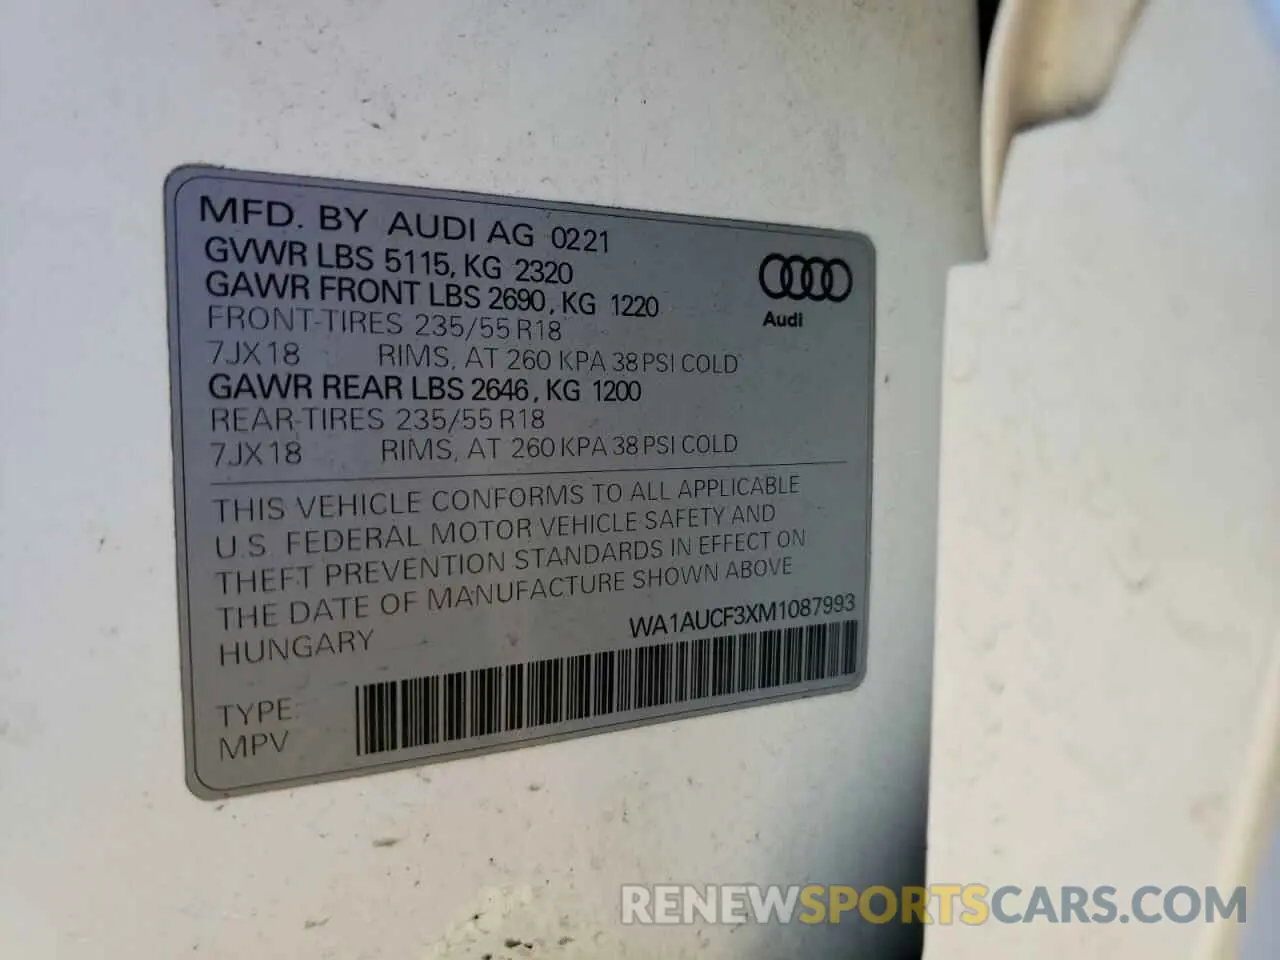 MFD. BY AUDI AG 0221
GVWR LBS 5115, KG 2320
GAWR FRONT LBS 2690, KG 1220
FRONT-TIRES 235/55 R18
7JX18 RIMS, AT 260 KPA 38 PSI COLD
GAWR REAR LBS 2646, KG 1200
REAR-TIRES 235/55 R18
7JX18 RIMS, AT 260 KPA 38 PSI COLD
Audi
THIS VEHICLE CONFORMS TO ALL APPLICABLE
U.S. FEDERAL MOTOR VEHICLE SAFETY AND
THEFT PREVENTION STANDARDS IN EFFECT ON
THE DATE OF MANUFACTURE SHOWN ABOVE
HUNGARY WA1AUCF3XM1087993
TYPE:
MPV
RENEWSPORTSCARS.COM